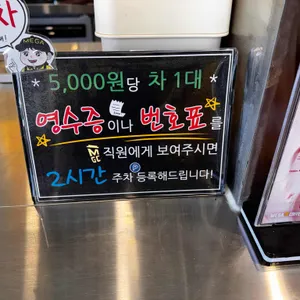 차
MEGA
* 5,000원당 차 1대 *
영수증이나 번호표를
직원에게 보여주시면
2시간 주차 등록해드립니다!